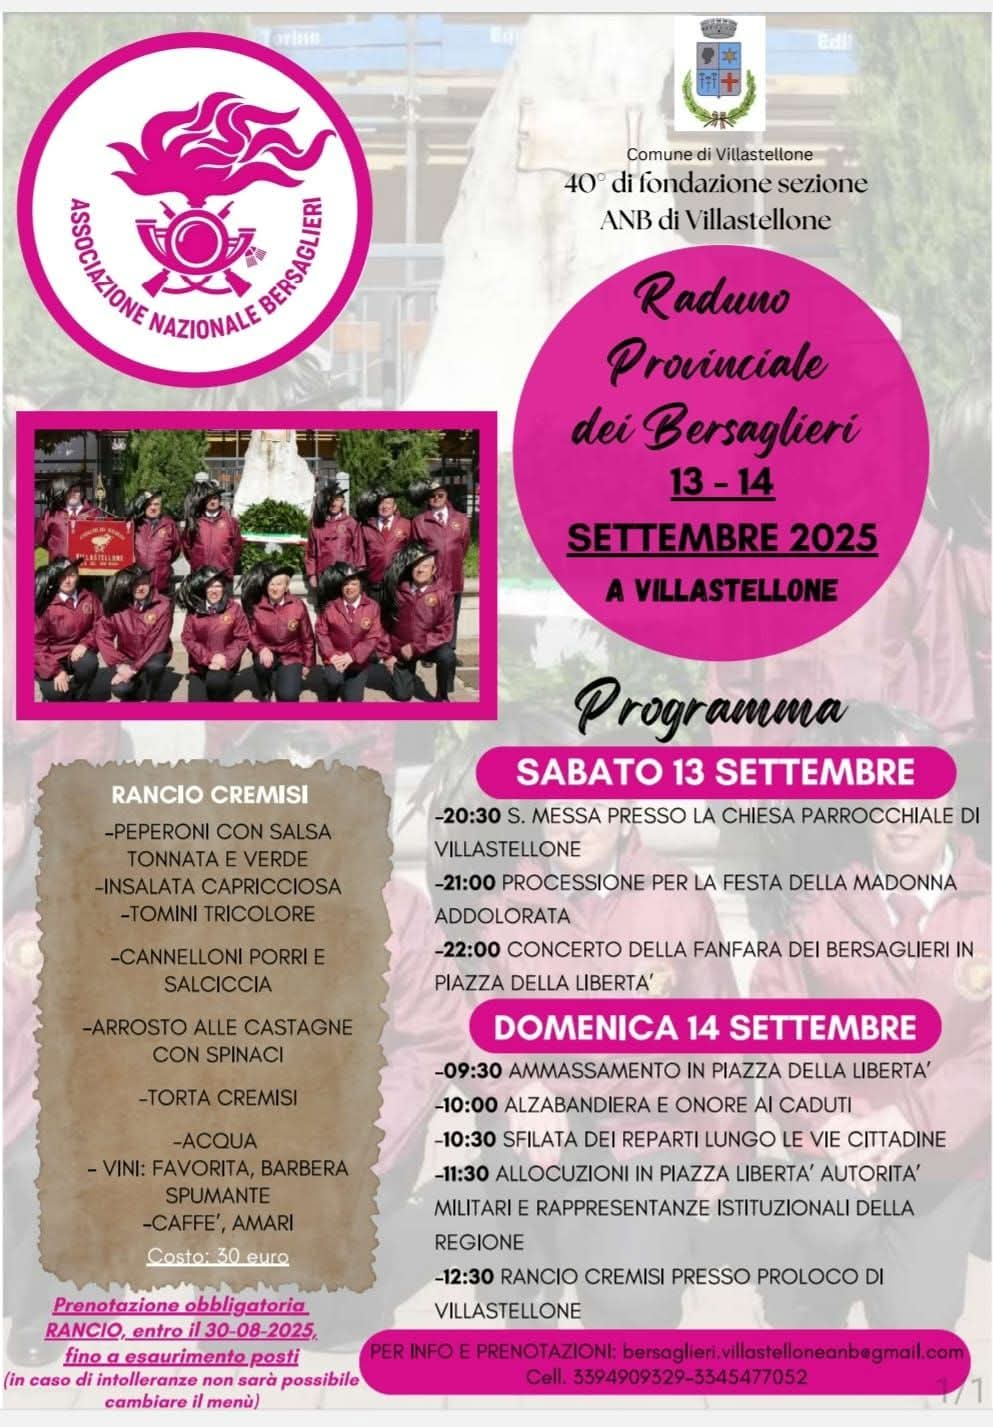 Torino
Edi
ASSOCIAZIONE NAZIONALE BERSAGLIERI
Comune di Villastellone
40° di fondazione sezione
ANB di Villastellone
Raduno
Provinciale
dei Bersaglieri
13 - 14
SETTEMBRE 2025
A VILLASTELLONE
VILLASTELLONE
Programma
SABATO 13 SETTEMBRE
-20:30 S. MESSA PRESSO LA CHIESA PARROCCHIALE DI
VILLASTELLONE
-21:00 PROCESSIONE PER LA FESTA DELLA MADONNA
ADDOLORATA
-22:00 CONCERTO DELLA FANFARA DEI BERSAGLIERI IN
PIAZZA DELLA LIBERTA'
DOMENICA 14 SETTEMBRE
-09:30 AMMASSAMENTO IN PIAZZA DELLA LIBERTA'
-10:00 ALZABANDIERA E ONORE AI CADUTI
-10:30 SFILATA DEI REPARTI LUNGO LE VIE CITTADINE
-11:30 ALLOCUZIONI IN PIAZZA LIBERTA' AUTORITA'
MILITARI E RAPPRESENTANZE ISTITUZIONALI DELLA
REGIONE
-12:30 RANCIO CREMISI PRESSO PROLOCO DI
VILLASTELLONE
RANCIO CREMISI
-PEPERONI CON SALSA
TONNATA E VERDE
-INSALATA CAPRICCIOSA
-TOMINI TRICOLORE
-CANNELLONI PORRI E
SALCICCIA
-ARROSTO ALLE CASTAGNE
CON SPINACI
-TORTA CREMISI
-ACQUA
- VINI: FAVORITA, BARBERA
SPUMANTE
-CAFFE', AMARI
Costo: 30 euro
Prenotazione obbligatoria
RANCIO, entro il 30-08-2025,
fino a esaurimento posti
(in caso di intolleranze non sarà possibile
cambiare il menù)
PER INFO E PRENOTAZIONI: bersaglieri.villastelloneanb@gmail.com
Cell. 3394909329-3345477052
1/1